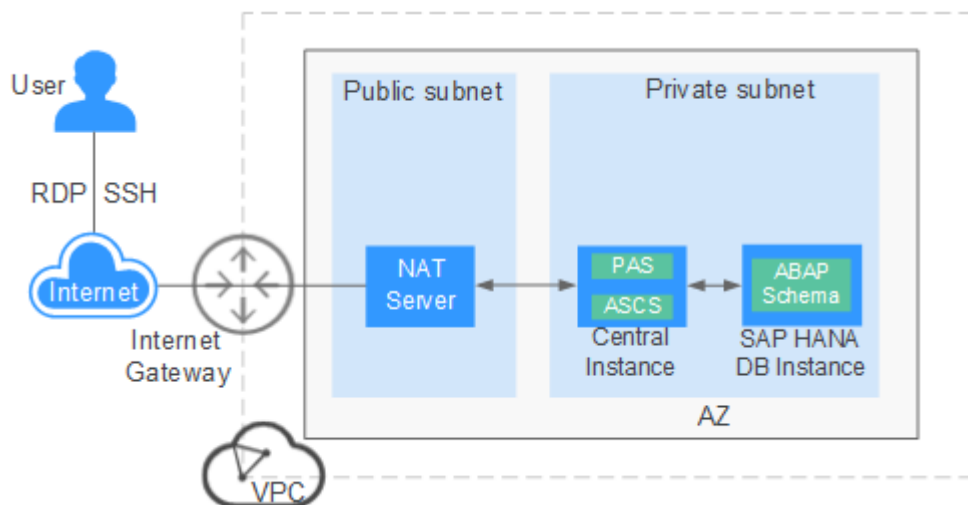 User
RDP
SSH
Internet
Internet
Gateway
VPC
Public subnet
NAT
Server
Private subnet
PAS
ASCS
Central
Instance
ABAP
Schema
SAP HANA
DB Instance
AZ